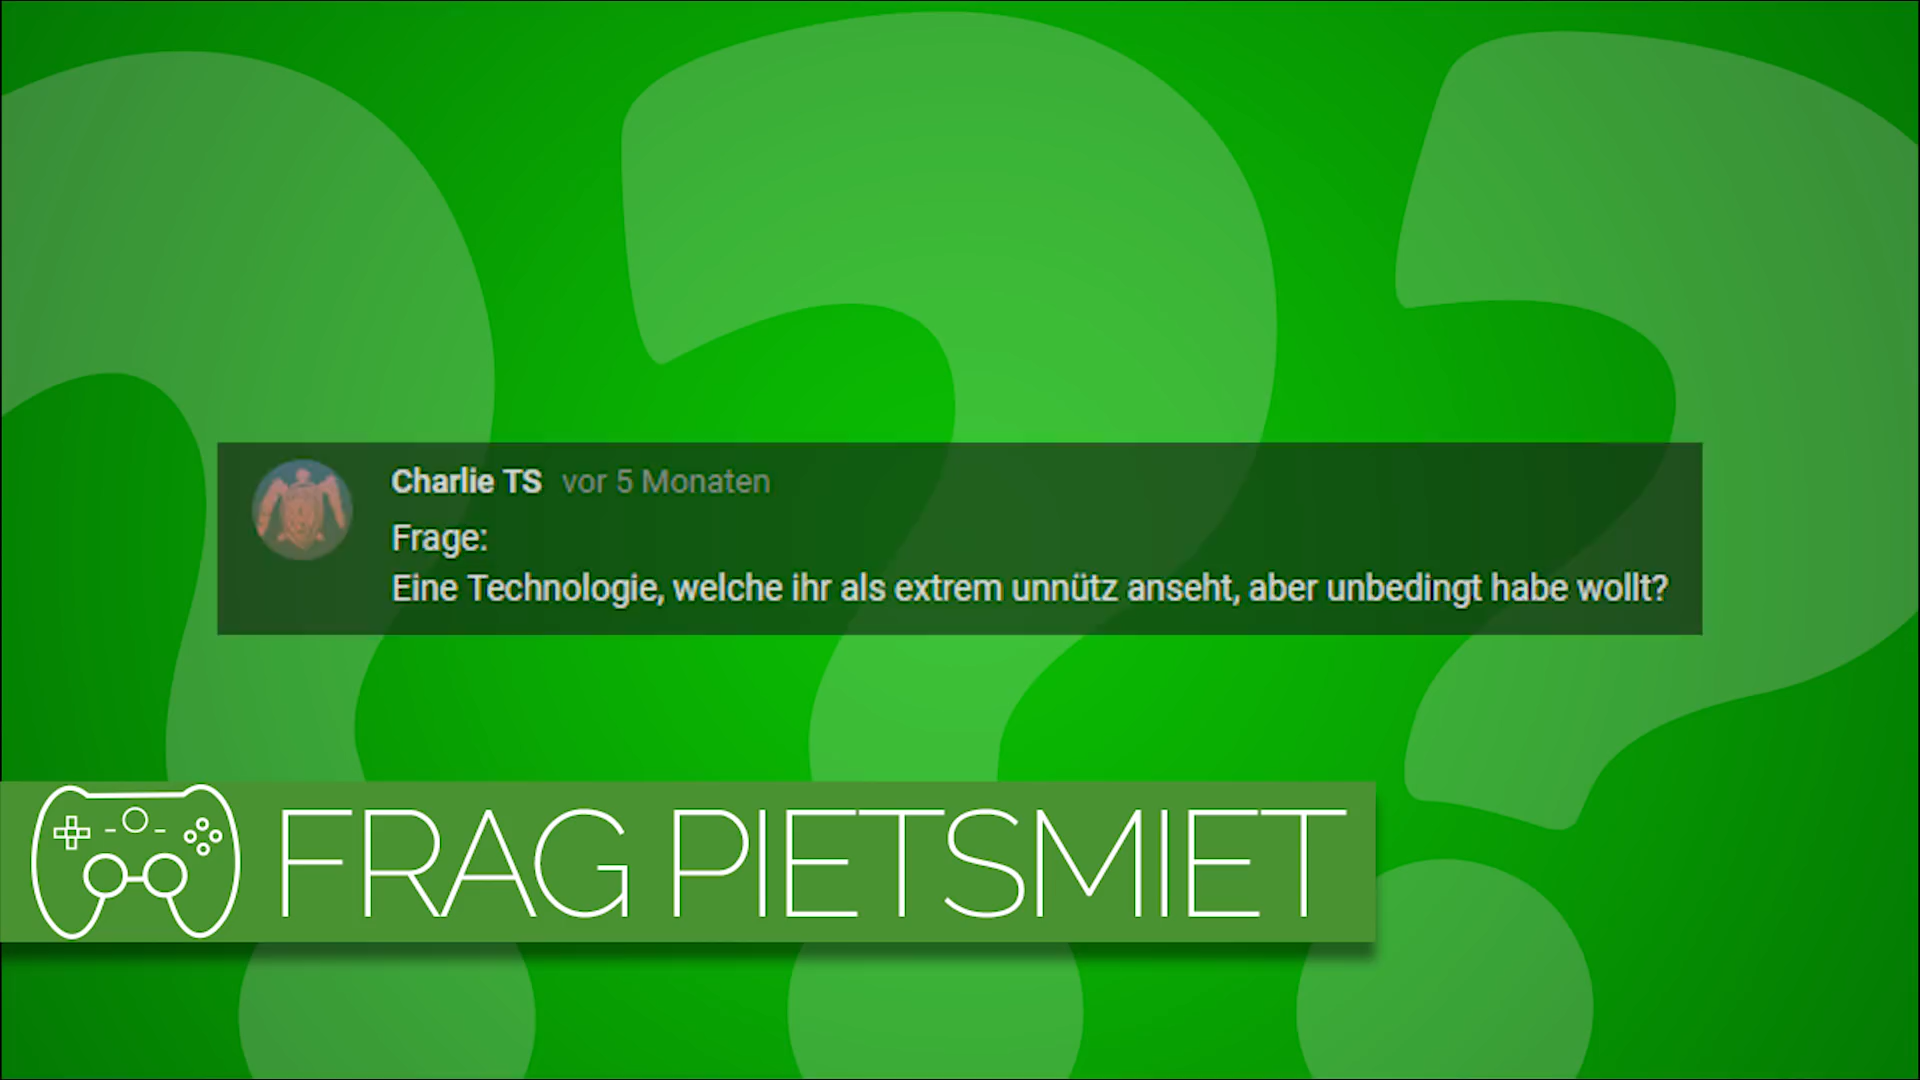 Charlie TS vor 5 Monaten
Frage:
Eine Technologie, welche ihr als extrem unnütz anseht, aber unbedingt habe wollt?
FRAG PIETSMIET